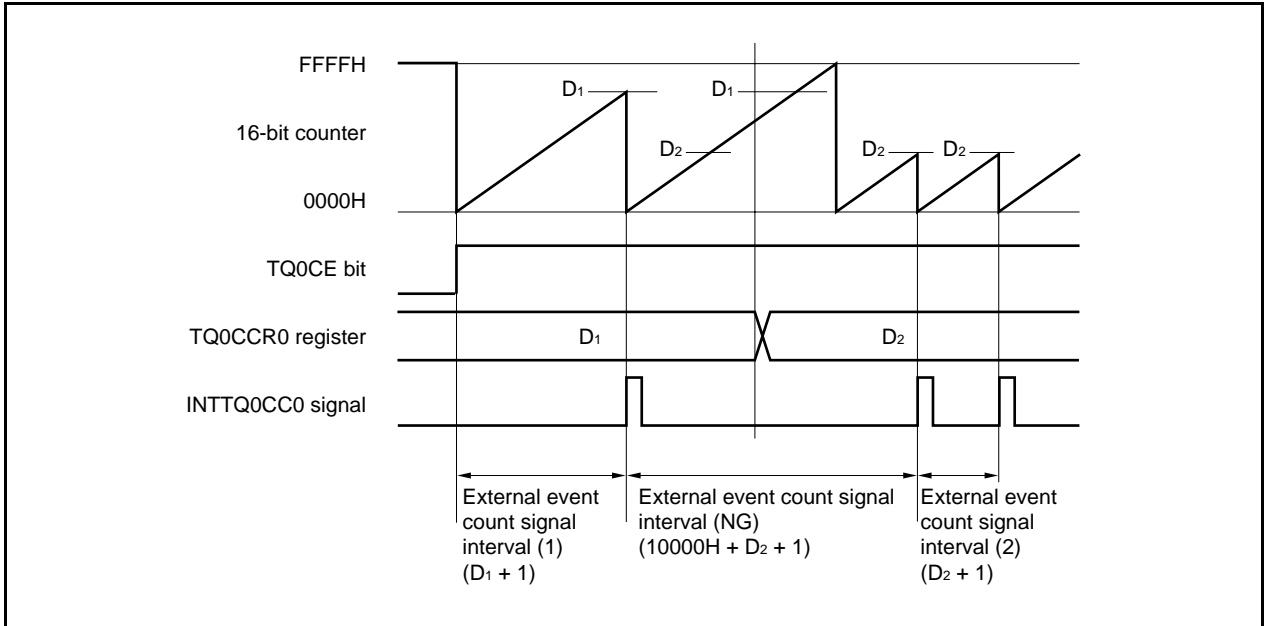 FFFFH
D1
D1
16-bit counter
D2
D2
D2
0000H
TQ0CE bit
TQ0CCR0 register
D1
D2
INTTQ0CC0 signal
External event
count signal
interval (1)
(D1 + 1)
External event count signal
interval (NG)
(10000H + D2 + 1)
External event
count signal
interval (2)
(D2 + 1)